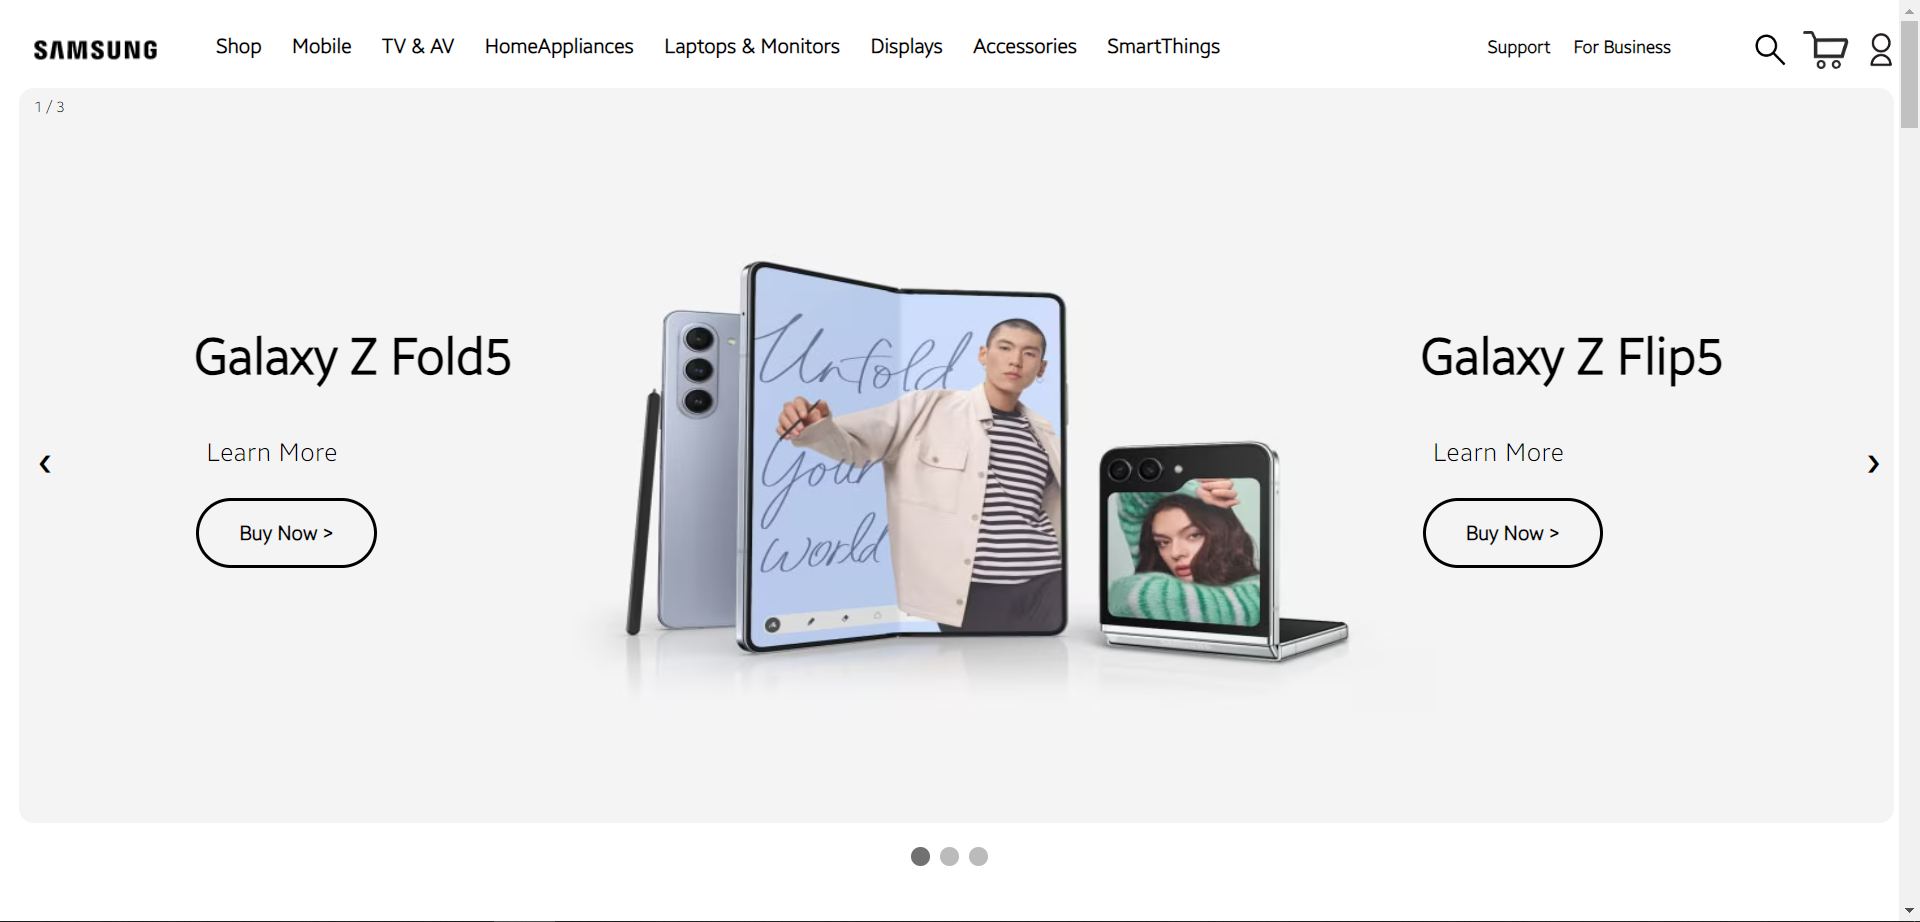 SAMSUNG Shop Mobile TV & AV HomeAppliances Laptops & Monitors Displays Accessories SmartThings Support For Business
1 / 3
Galaxy Z Fold5
Learn More
Buy Now >
Unfold
Your
world
Galaxy Z Flip5
Learn More
Buy Now >
❮
❯